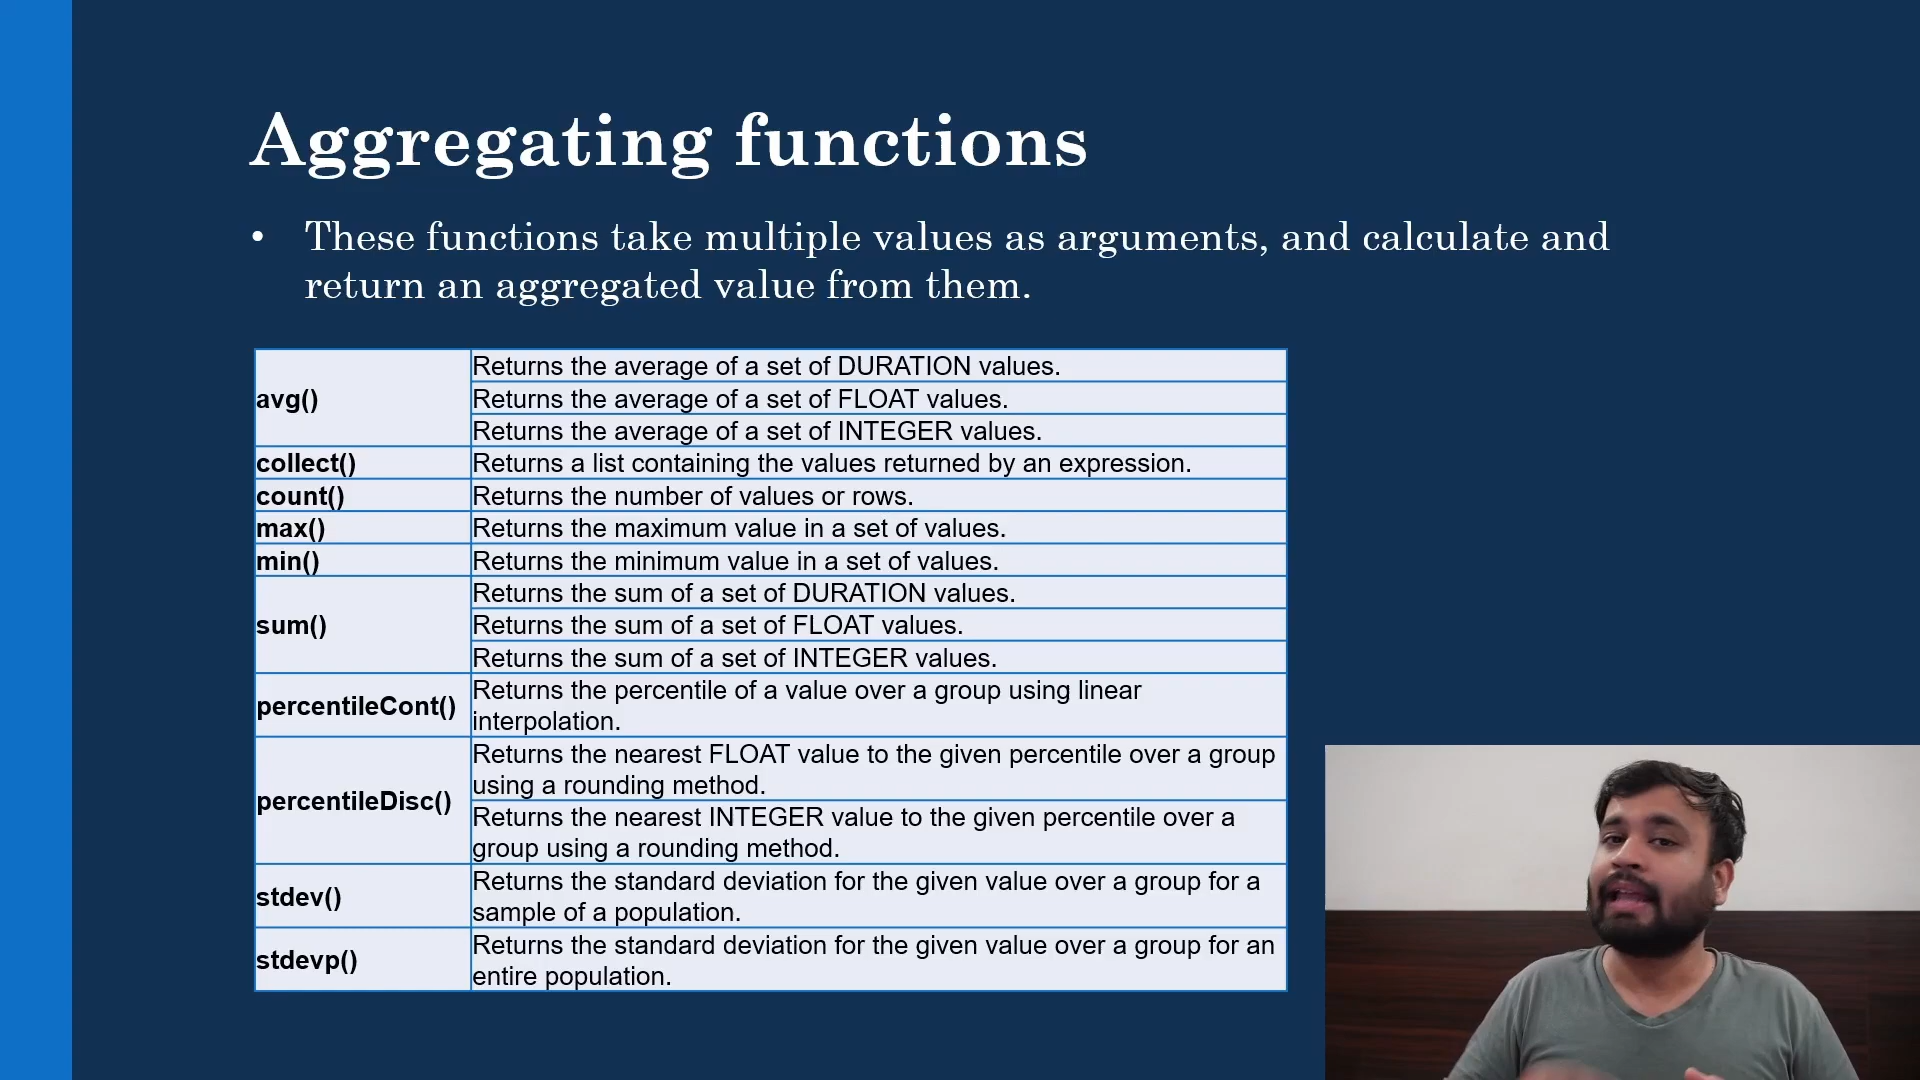 Aggregating functions
• These functions take multiple values as arguments, and calculate and
return an aggregated value from them.
avg()
Returns the average of a set of DURATION values.
Returns the average of a set of FLOAT values.
Returns the average of a set of INTEGER values.
collect()
Returns a list containing the values returned by an expression.
count()
Returns the number of values or rows.
max()
Returns the maximum value in a set of values.
min()
Returns the minimum value in a set of values.
sum()
Returns the sum of a set of DURATION values.
Returns the sum of a set of FLOAT values.
Returns the sum of a set of INTEGER values.
percentileCont()
Returns the percentile of a value over a group using linear
interpolation.
percentileDisc()
Returns the nearest FLOAT value to the given percentile over a group
using a rounding method.
Returns the nearest INTEGER value to the given percentile over a
group using a rounding method.
stdev()
Returns the standard deviation for the given value over a group for a
sample of a population.
stdevp()
Returns the standard deviation for the given value over a group for an
entire population.